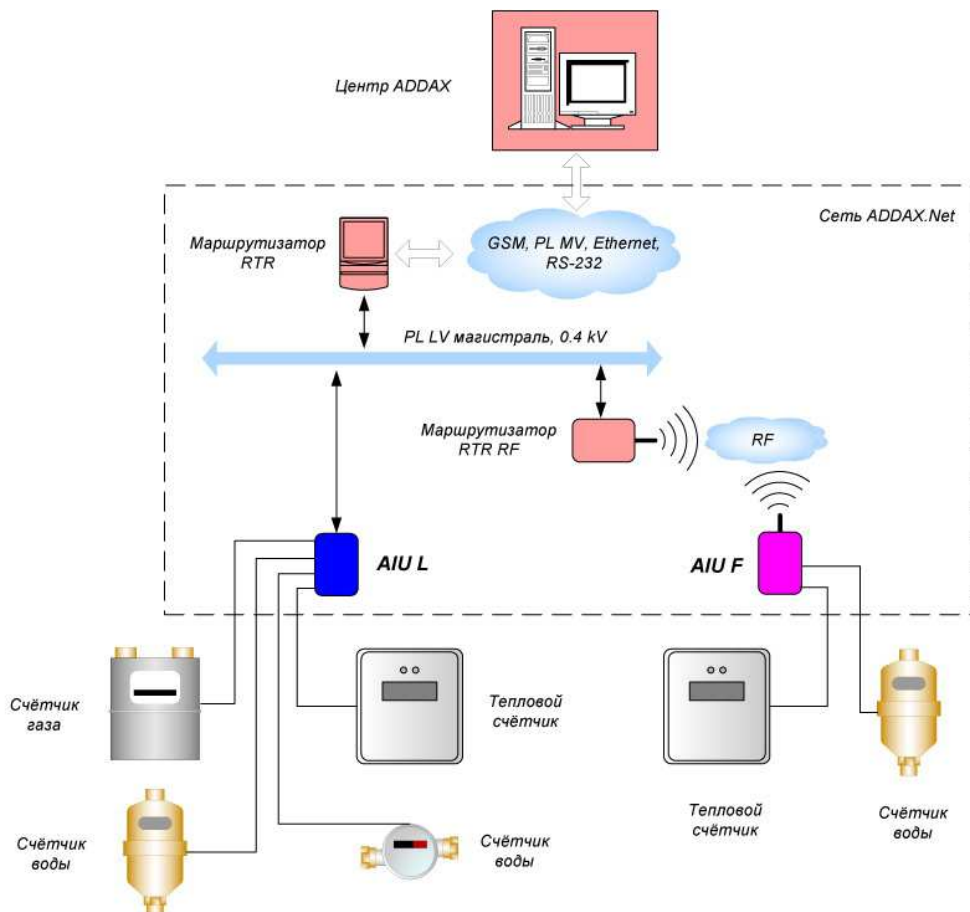 Центр ADDAX
Сеть ADDAX.Net
Маршрутизатор
RTR
GSM, PL MV, Ethernet,
RS-232
PL LV магистраль, 0.4 kV
Маршрутизатор
RTR RF
RF
AIU L
AIU F
Счётчик
газа
Тепловой
счётчик
Тепловой
счётчик
Счётчик
воды
Счётчик
воды
Счётчик
воды